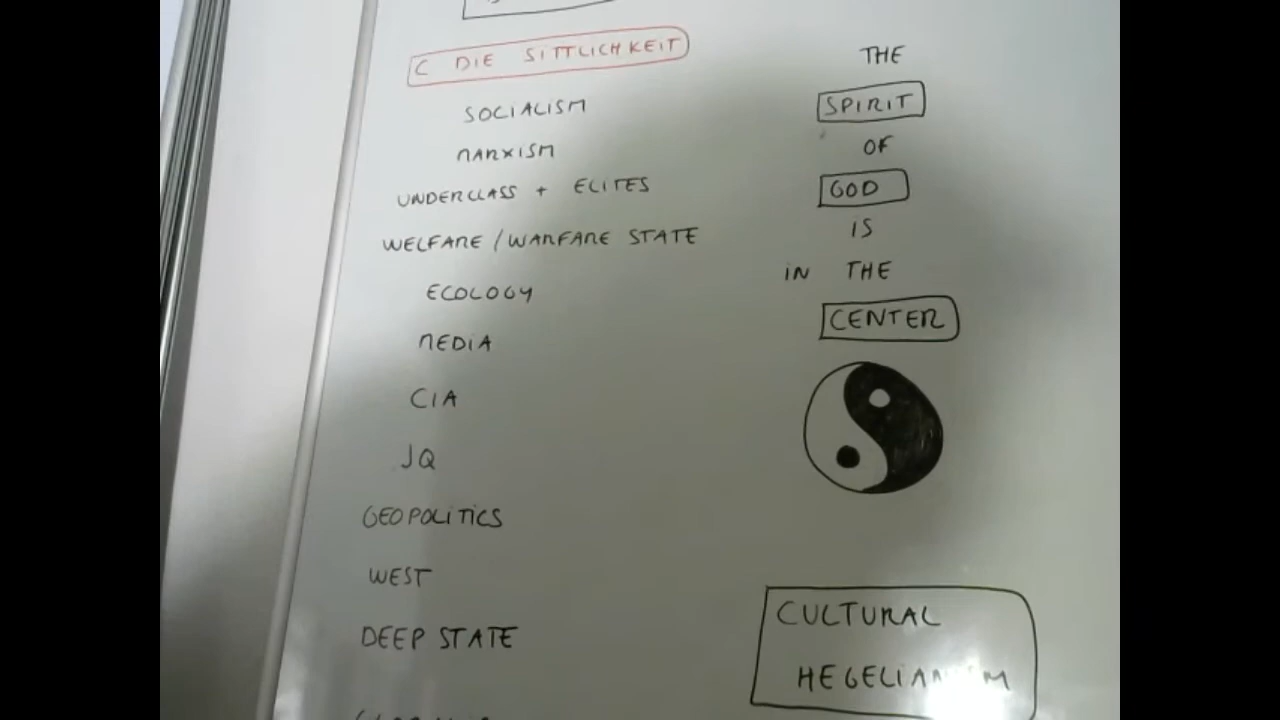 C DIE SITTLICHKEIT
SOCIALISM
MARXISM
UNDERCLASS + ELITES
WELFARE / WARFARE STATE
ECOLOGY
MEDIA
CIA
JQ
GEOPOLITICS
WEST
DEEP STATE
THE
SPIRIT
OF
GOD
IS
IN THE
CENTER
CULTURAL
HEGELIANISM